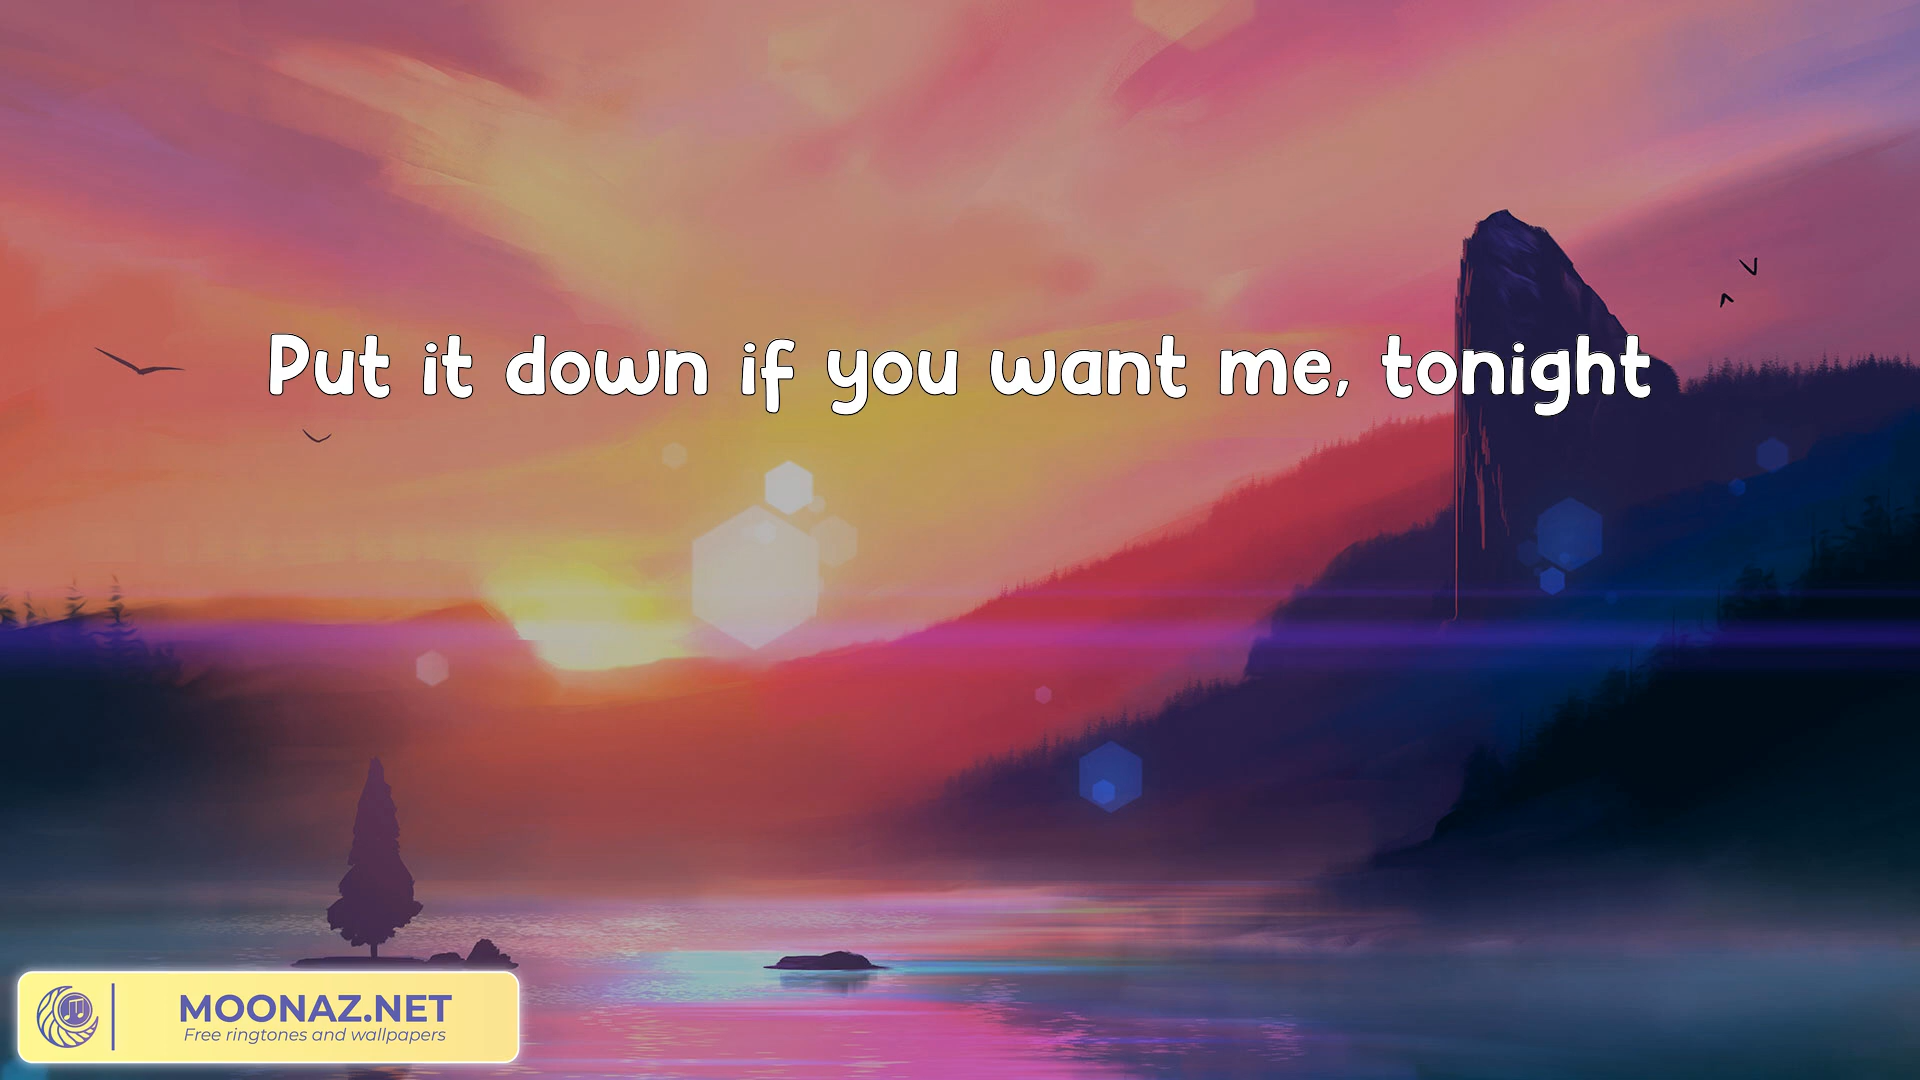 Put it down if you want me, tonight
MOONAZ.NET
Free ringtones and wallpapers